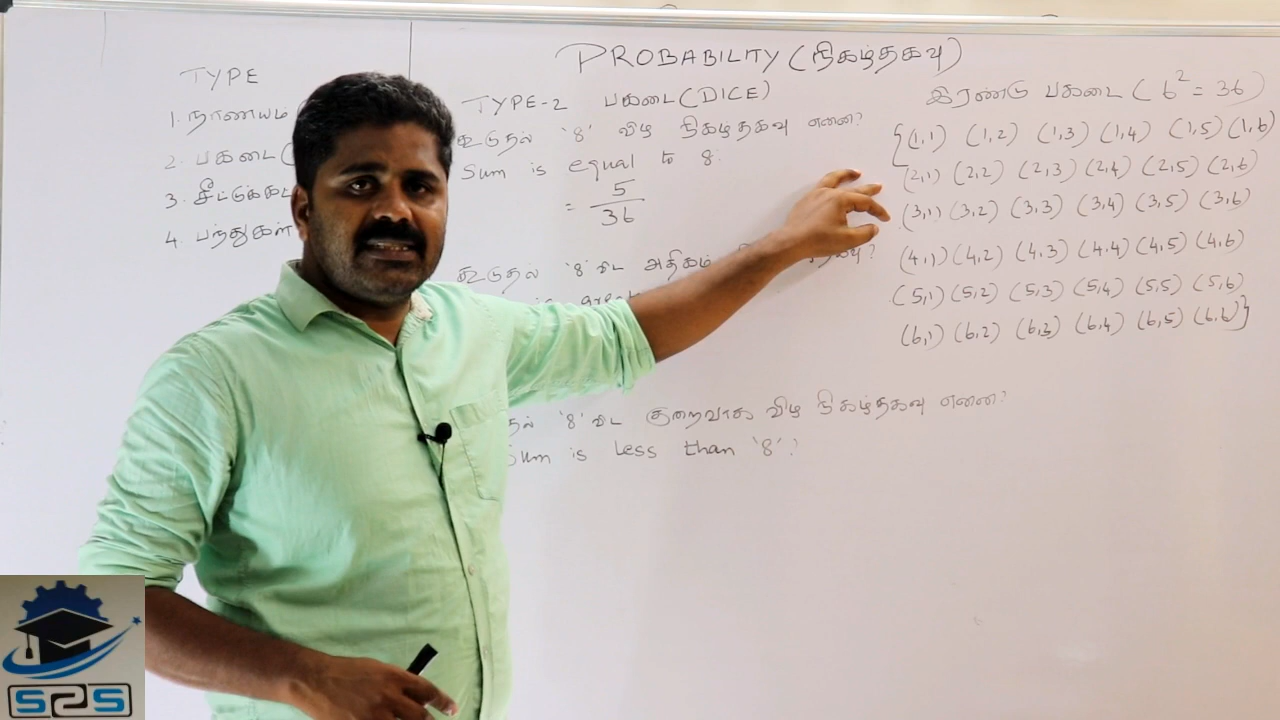 PROBABILITY (நிகழ்தகவு)
TYPE
1. நாணயம்
2. பகடை (
3. சீட்டுக்கட்
4. பந்துகள்
TYPE-2 பகடை (DICE)
கூடுதல் '8' விழ நிகழ்தகவு என்ன?
Sum is equal to 8.
= 5/36
கூடுதல் '8' விட அதிகம்
'8' விட குறைவாக விழ நிகழ்தகவு என்ன?
Sum is less than '8'?
இரண்டு பகடை ( 6² = 36 )
{(1,1) (1,2) (1,3) (1,4) (1,5) (1,6)
(2,1) (2,2) (2,3) (2,4) (2,5) (2,6)
(3,1) (3,2) (3,3) (3,4) (3,5) (3,6)
(4,1) (4,2) (4,3) (4,4) (4,5) (4,6)
(5,1) (5,2) (5,3) (5,4) (5,5) (5,6)
(6,1) (6,2) (6,3) (6,4) (6,5) (6,6)}
S2S